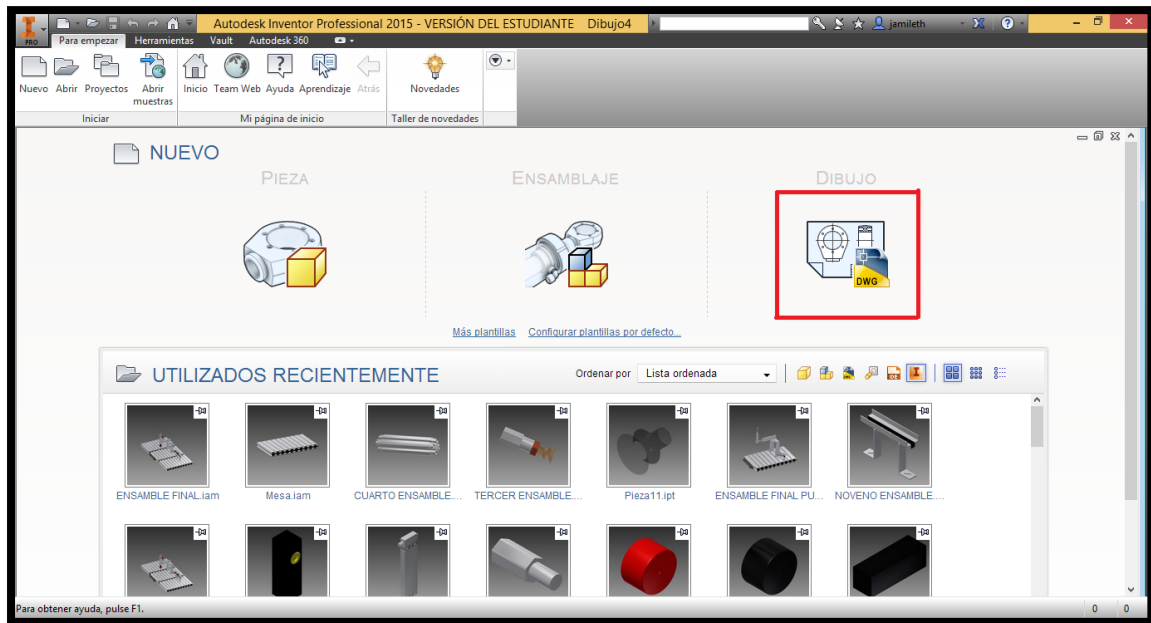 Autodesk Inventor Professional 2015 - VERSIÓN DEL ESTUDIANTE Dibujo4
jamileth
PRO
Para empezar Herramientas Vault Autodesk 360
Nuevo Abrir Proyectos Abrir muestras Inicio Team Web Ayuda Aprendizaje Atrás Novedades
Iniciar Mi página de inicio Taller de novedades
NUEVO
PIEZA ENSAMBLAJE DIBUJO
DWG
Más plantillas Configurar plantillas por defecto...
UTILIZADOS RECIENTEMENTE Ordenar por Lista ordenada
ENSAMBLE FINAL.iam Mesa.iam CUARTO ENSAMBLE.... TERCER ENSAMBLE.... Pieza11.ipt ENSAMBLE FINAL PU... NOVENO ENSAMBLE....
Para obtener ayuda, pulse F1. 0 0